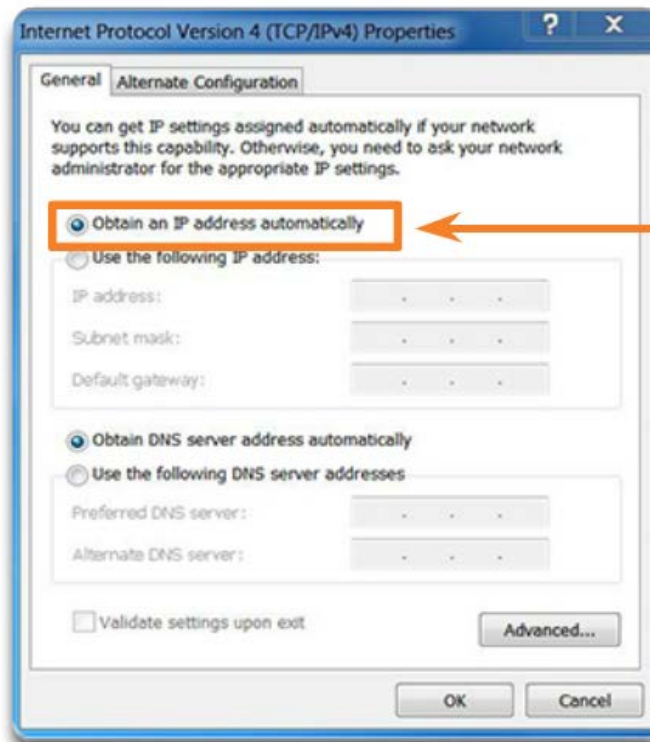 Internet Protocol Version 4 (TCP/IPv4) Properties
? X
General Alternate Configuration
You can get IP settings assigned automatically if your network
supports this capability. Otherwise, you need to ask your network
administrator for the appropriate IP settings.
Obtain an IP address automatically
Use the following IP address:
IP address:
Subnet mask:
Default gateway:
Obtain DNS server address automatically
Use the following DNS server addresses
Preferred DNS server:
Alternate DNS server:
Validate settings upon exit
Advanced...
OK Cancel